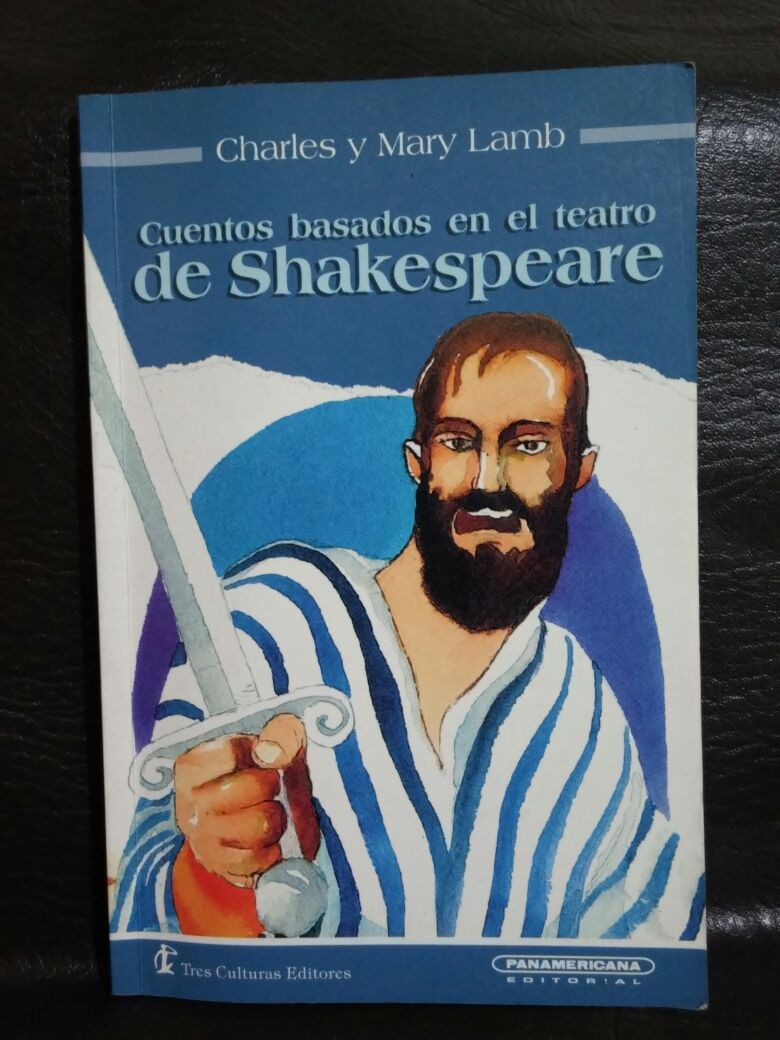 Charles y Mary Lamb
Cuentos basados en el teatro
de Shakespeare
Tres Culturas Editores
PANAMERICANA
EDITORIAL